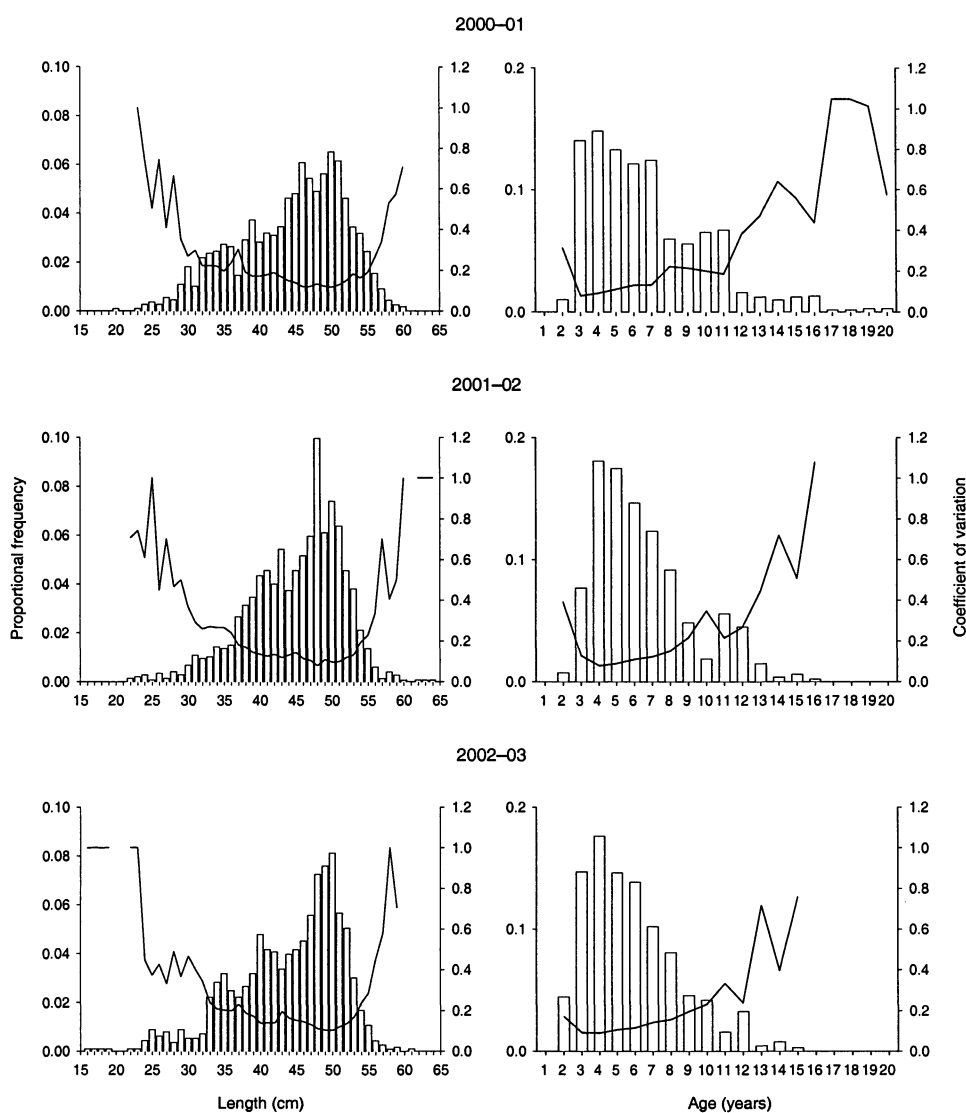 2000–01
0.10 0.08 0.06 0.04 0.02 0.00
1.2 1.0 0.8 0.6 0.4 0.2 0.0
15 20 25 30 35 40 45 50 55 60 65
0.2 0.1 0.0
1.2 1.0 0.8 0.6 0.4 0.2 0.0
1 2 3 4 5 6 7 8 9 10 11 12 13 14 15 16 17 18 19 20
2001–02
Proportional frequency
0.10 0.08 0.06 0.04 0.02 0.00
1.2 1.0 0.8 0.6 0.4 0.2 0.0
15 20 25 30 35 40 45 50 55 60 65
0.2 0.1 0.0
1.2 1.0 0.8 0.6 0.4 0.2 0.0
1 2 3 4 5 6 7 8 9 10 11 12 13 14 15 16 17 18 19 20
Coefficient of variation
2002–03
0.10 0.08 0.06 0.04 0.02 0.00
1.2 1.0 0.8 0.6 0.4 0.2 0.0
15 20 25 30 35 40 45 50 55 60 65
Length (cm)
0.2 0.1 0.0
1.2 1.0 0.8 0.6 0.4 0.2 0.0
1 2 3 4 5 6 7 8 9 10 11 12 13 14 15 16 17 18 19 20
Age (years)